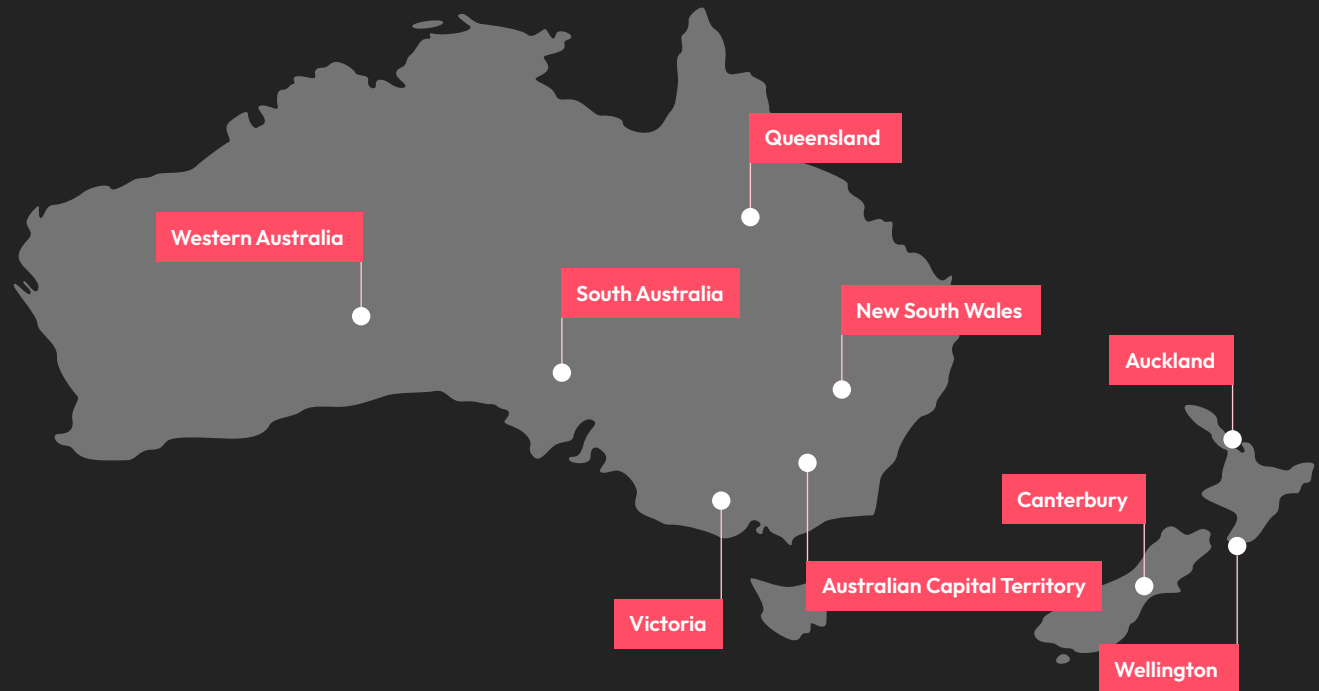 Queensland
Western Australia
South Australia
New South Wales
Auckland
Canterbury
Australian Capital Territory
Victoria
Wellington